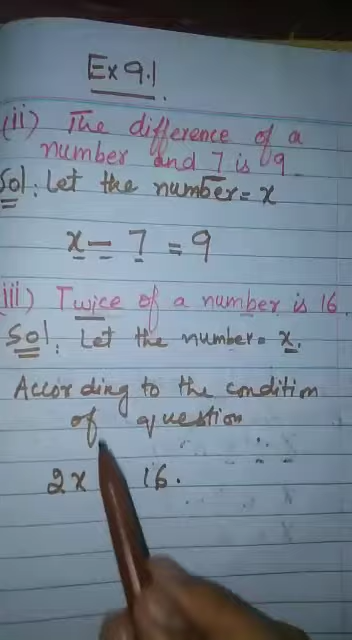 Ex 9.1
(ii) The difference of a
number and 7 is 9
Sol: Let the number = x
x - 7 = 9
(iii) Twice of a number is 16.
Sol: Let the number = x.
According to the condition
of question
2x 16.